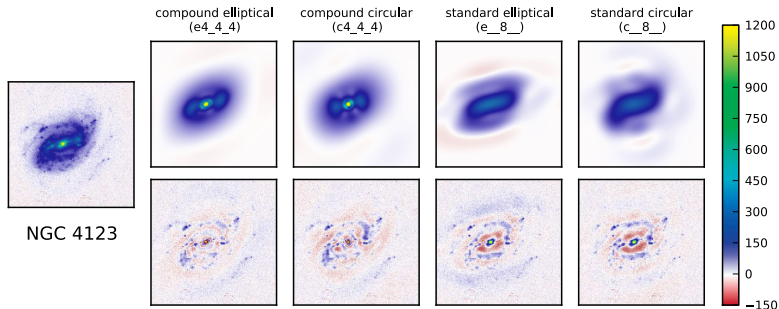 compound elliptical
(e4_4_4)
compound circular
(c4_4_4)
standard elliptical
(e__8__)
standard circular
(c__8__)
NGC 4123
1200
1050
900
750
600
450
300
150
0
−150